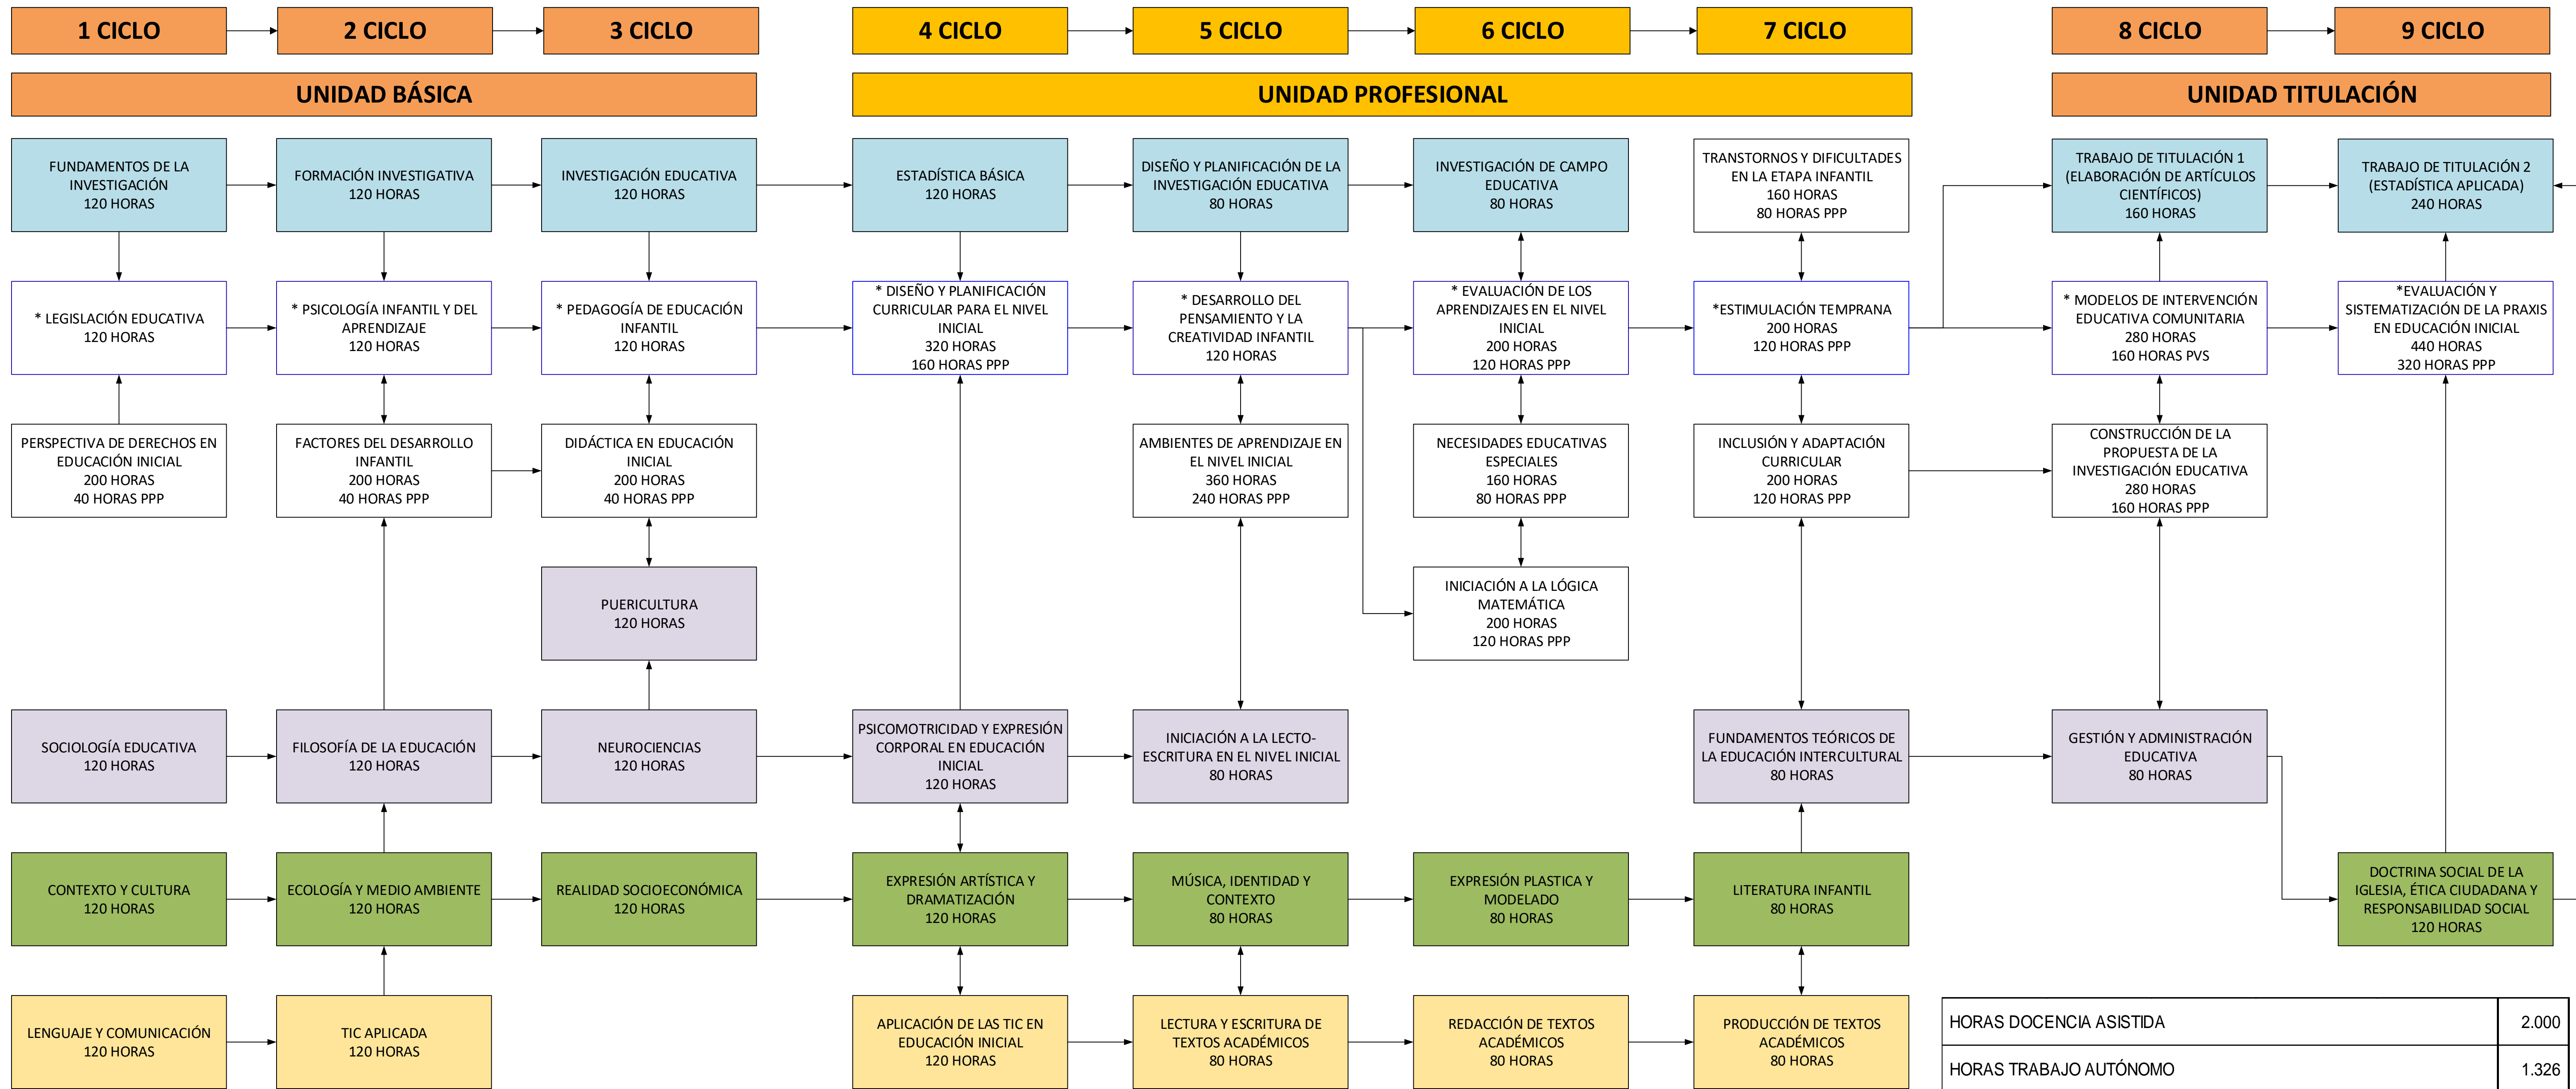 1 CICLO
2 CICLO
3 CICLO
4 CICLO
5 CICLO
6 CICLO
7 CICLO
8 CICLO
9 CICLO
UNIDAD BÁSICA
UNIDAD PROFESIONAL
UNIDAD TITULACIÓN
FUNDAMENTOS DE LA
INVESTIGACIÓN
120 HORAS
FORMACIÓN INVESTIGATIVA
120 HORAS
INVESTIGACIÓN EDUCATIVA
120 HORAS
ESTADÍSTICA BÁSICA
120 HORAS
DISEÑO Y PLANIFICACIÓN DE LA
INVESTIGACIÓN EDUCATIVA
80 HORAS
INVESTIGACIÓN DE CAMPO
EDUCATIVA
80 HORAS
TRANSTORNOS Y DIFICULTADES
EN LA ETAPA INFANTIL
160 HORAS
80 HORAS PPP
TRABAJO DE TITULACIÓN 1
(ELABORACIÓN DE ARTÍCULOS
CIENTÍFICOS)
160 HORAS
TRABAJO DE TITULACIÓN 2
(ESTADÍSTICA APLICADA)
240 HORAS
* LEGISLACIÓN EDUCATIVA
120 HORAS
* PSICOLOGÍA INFANTIL Y DEL
APRENDIZAJE
120 HORAS
* PEDAGOGÍA DE EDUCACIÓN
INFANTIL
120 HORAS
* DISEÑO Y PLANIFICACIÓN
CURRICULAR PARA EL NIVEL
INICIAL
320 HORAS
160 HORAS PPP
* DESARROLLO DEL
PENSAMIENTO Y LA
CREATIVIDAD INFANTIL
120 HORAS
* EVALUACIÓN DE LOS
APRENDIZAJES EN EL NIVEL
INICIAL
200 HORAS
120 HORAS PPP
*ESTIMULACIÓN TEMPRANA
200 HORAS
120 HORAS PPP
* MODELOS DE INTERVENCIÓN
EDUCATIVA COMUNITARIA
280 HORAS
160 HORAS PVS
*EVALUACIÓN Y
SISTEMATIZACIÓN DE LA PRAXIS
EN EDUCACIÓN INICIAL
440 HORAS
320 HORAS PPP
PERSPECTIVA DE DERECHOS EN
EDUCACIÓN INICIAL
200 HORAS
40 HORAS PPP
FACTORES DEL DESARROLLO
INFANTIL
200 HORAS
40 HORAS PPP
DIDÁCTICA EN EDUCACIÓN
INICIAL
200 HORAS
40 HORAS PPP
AMBIENTES DE APRENDIZAJE EN
EL NIVEL INICIAL
360 HORAS
240 HORAS PPP
NECESIDADES EDUCATIVAS
ESPECIALES
160 HORAS
80 HORAS PPP
INCLUSIÓN Y ADAPTACIÓN
CURRICULAR
200 HORAS
120 HORAS PPP
CONSTRUCCIÓN DE LA
PROPUESTA DE LA
INVESTIGACIÓN EDUCATIVA
280 HORAS
160 HORAS PPP
PUERICULTURA
120 HORAS
INICIACIÓN A LA LÓGICA
MATEMÁTICA
200 HORAS
120 HORAS PPP
SOCIOLOGÍA EDUCATIVA
120 HORAS
FILOSOFÍA DE LA EDUCACIÓN
120 HORAS
NEUROCIENCIAS
120 HORAS
PSICOMOTRICIDAD Y EXPRESIÓN
CORPORAL EN EDUCACIÓN
INICIAL
120 HORAS
INICIACIÓN A LA LECTO-
ESCRITURA EN EL NIVEL INICIAL
80 HORAS
FUNDAMENTOS TEÓRICOS DE
LA EDUCACIÓN INTERCULTURAL
80 HORAS
GESTIÓN Y ADMINISTRACIÓN
EDUCATIVA
80 HORAS
CONTEXTO Y CULTURA
120 HORAS
ECOLOGÍA Y MEDIO AMBIENTE
120 HORAS
REALIDAD SOCIOECONÓMICA
120 HORAS
EXPRESIÓN ARTÍSTICA Y
DRAMATIZACIÓN
120 HORAS
MÚSICA, IDENTIDAD Y
CONTEXTO
80 HORAS
EXPRESIÓN PLASTICA Y
MODELADO
80 HORAS
LITERATURA INFANTIL
80 HORAS
DOCTRINA SOCIAL DE LA
IGLESIA, ÉTICA CIUDADANA Y
RESPONSABILIDAD SOCIAL
120 HORAS
LENGUAJE Y COMUNICACIÓN
120 HORAS
TIC APLICADA
120 HORAS
APLICACIÓN DE LAS TIC EN
EDUCACIÓN INICIAL
120 HORAS
LECTURA Y ESCRITURA DE
TEXTOS ACADÉMICOS
80 HORAS
REDACCIÓN DE TEXTOS
ACADÉMICOS
80 HORAS
PRODUCCIÓN DE TEXTOS
ACADÉMICOS
80 HORAS
HORAS DOCENCIA ASISTIDA 2.000
HORAS TRABAJO AUTÓNOMO 1.326